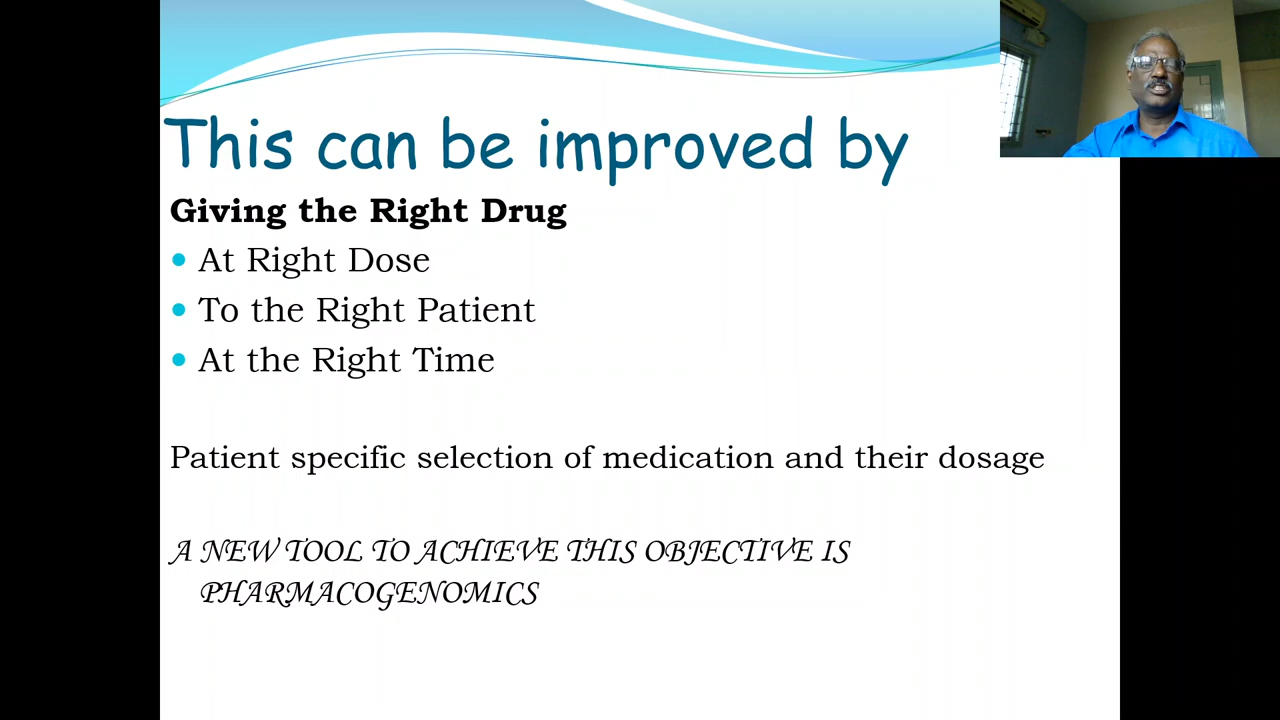 This can be improved by
Giving the Right Drug
At Right Dose
To the Right Patient
At the Right Time
Patient specific selection of medication and their dosage
A NEW TOOL TO ACHIEVE THIS OBJECTIVE IS
PHARMACOGENOMICS